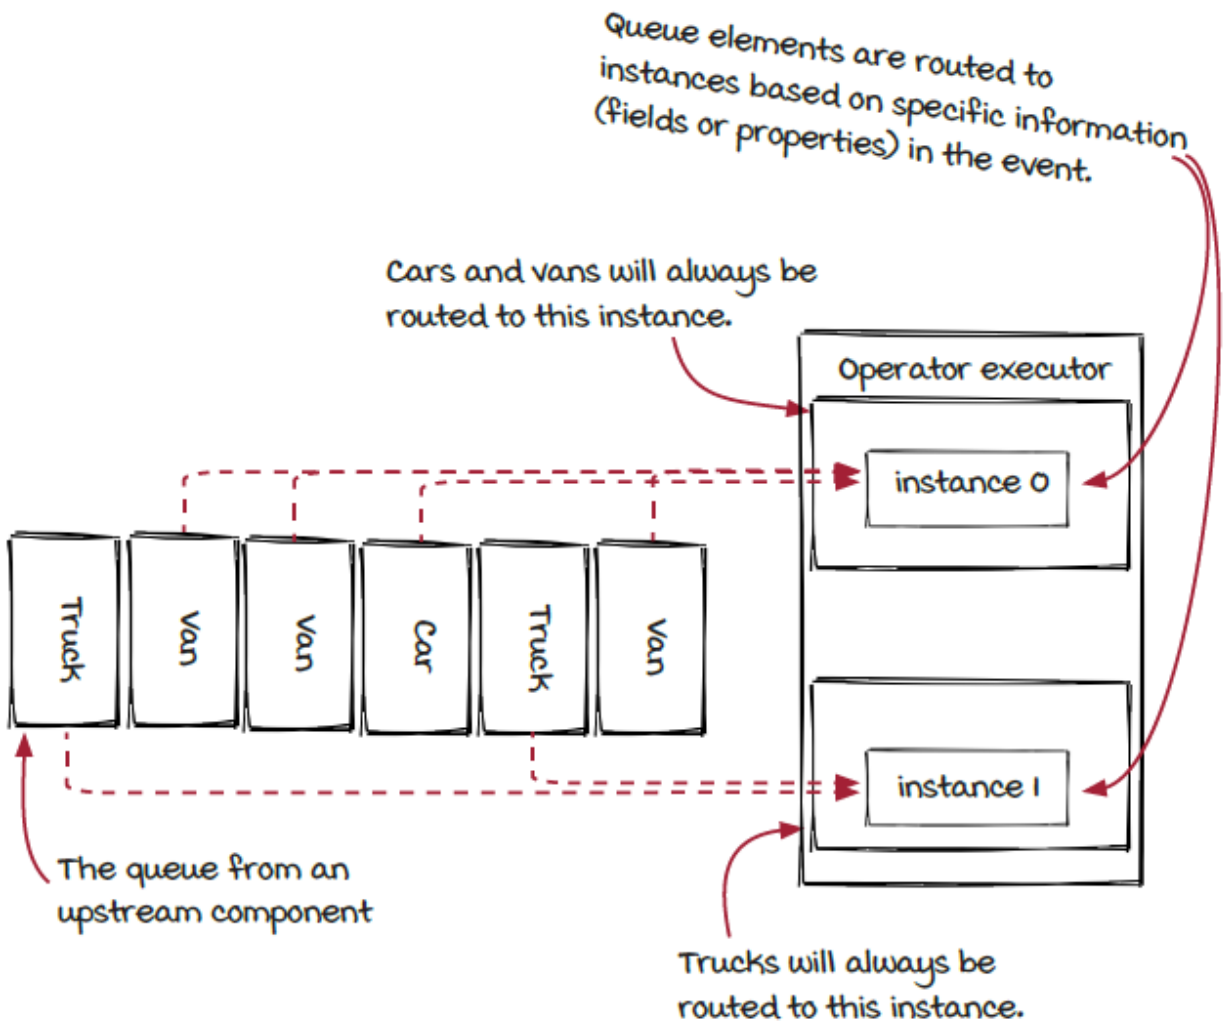 Queue elements are routed to
instances based on specific information
(fields or properties) in the event.
Cars and vans will always be
routed to this instance.
Operator executor
instance 0
Truck
Van
Van
Car
Truck
Van
instance 1
The queue from an
upstream component
Trucks will always be
routed to this instance.